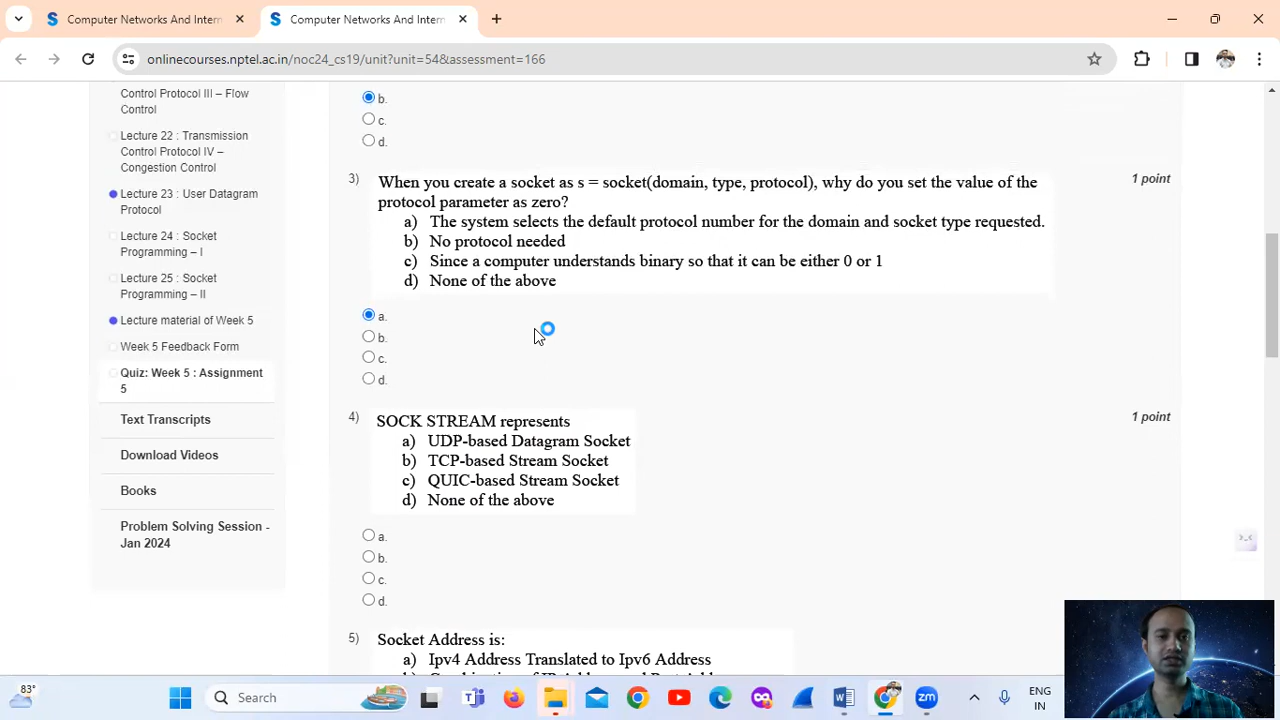 Computer Networks And Intern
Computer Networks And Intern
onlinecourses.nptel.ac.in/noc24_cs19/unit?unit=54&assessment=166
Control Protocol III – Flow
Control
Lecture 22 : Transmission
Control Protocol IV –
Congestion Control
Lecture 23 : User Datagram
Protocol
Lecture 24 : Socket
Programming – I
Lecture 25 : Socket
Programming – II
Lecture material of Week 5
Week 5 Feedback Form
Quiz: Week 5 : Assignment
5
Text Transcripts
Download Videos
Books
Problem Solving Session -
Jan 2024
b.
c.
d.
3) When you create a socket as s = socket(domain, type, protocol), why do you set the value of the 1 point
protocol parameter as zero?
a) The system selects the default protocol number for the domain and socket type requested.
b) No protocol needed
c) Since a computer understands binary so that it can be either 0 or 1
d) None of the above
a.
b.
c.
d.
4) SOCK STREAM represents 1 point
a) UDP-based Datagram Socket
b) TCP-based Stream Socket
c) QUIC-based Stream Socket
d) None of the above
a.
b.
c.
d.
5) Socket Address is: 1 point
a) Ipv4 Address Translated to Ipv6 Address
83°
Search
ENG
IN